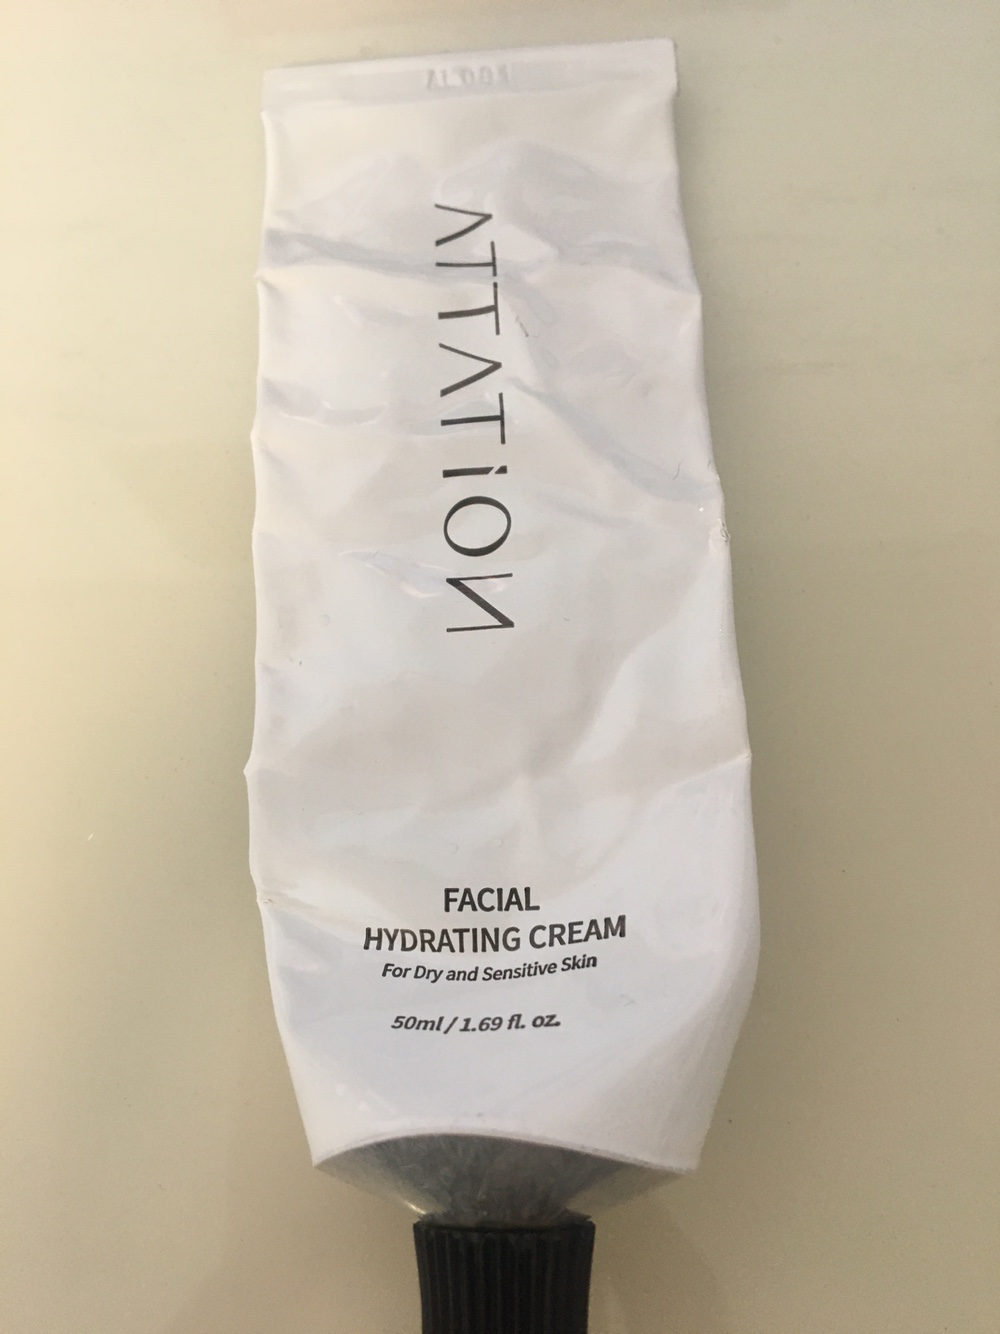 ATTATiON
FACIAL
HYDRATING CREAM
For Dry and Sensitive Skin
50ml / 1.69 fl. oz.